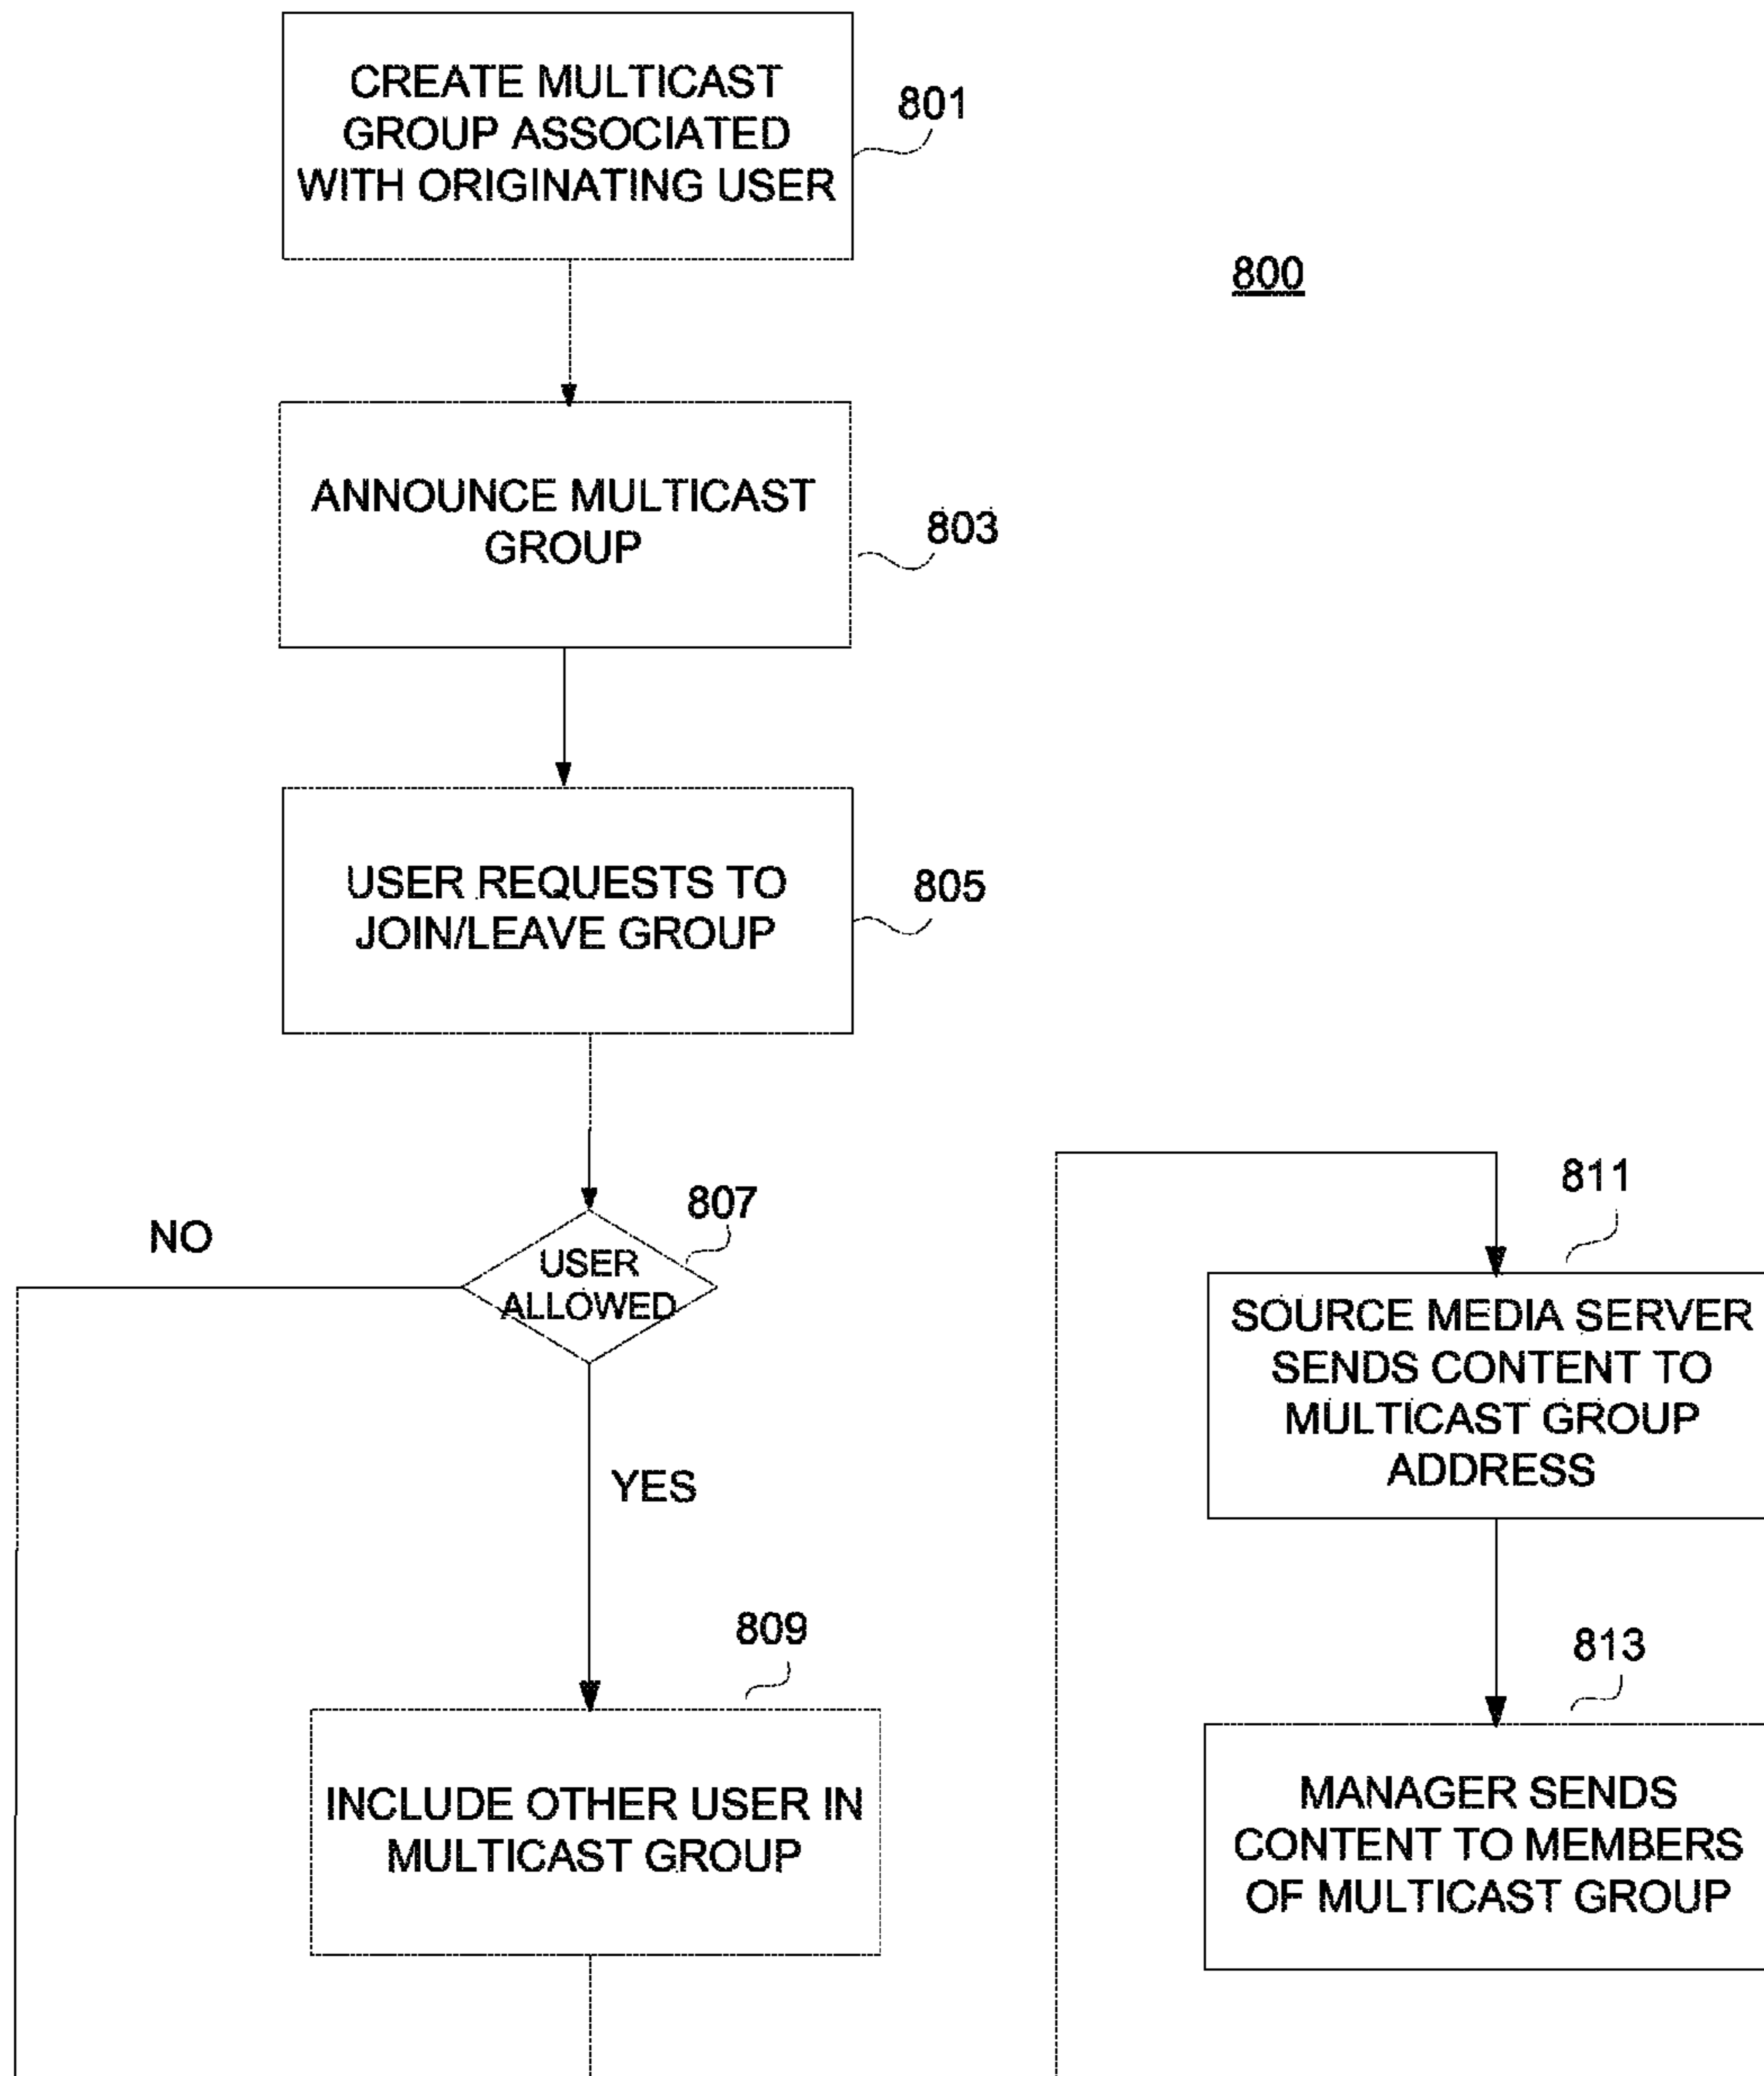 CREATE MULTICAST
GROUP ASSOCIATED
WITH ORIGINATING USER
801
800
ANNOUNCE MULTICAST
GROUP
803
USER REQUESTS TO
JOIN/LEAVE GROUP
805
807
USER
ALLOWED
NO
YES
809
INCLUDE OTHER USER IN
MULTICAST GROUP
811
SOURCE MEDIA SERVER
SENDS CONTENT TO
MULTICAST GROUP
ADDRESS
813
MANAGER SENDS
CONTENT TO MEMBERS
OF MULTICAST GROUP